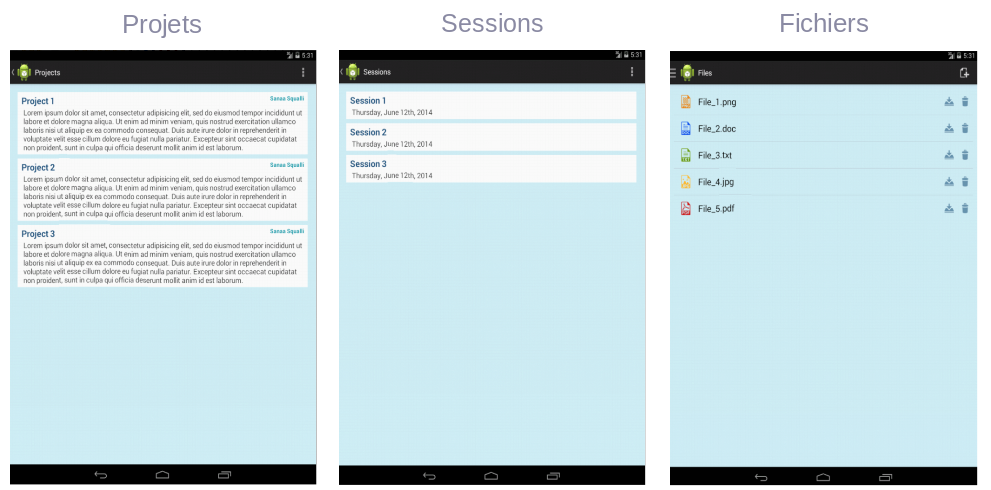 Projets
5:31
Projects
Project 1
Sanaa Squalli
Lorem ipsum dolor sit amet, consectetur adipisicing elit, sed do eiusmod tempor incididunt ut
labore et dolore magna aliqua. Ut enim ad minim veniam, quis nostrud exercitation ullamco
laboris nisi ut aliquip ex ea commodo consequat. Duis aute irure dolor in reprehenderit in
voluptate velit esse cillum dolore eu fugiat nulla pariatur. Excepteur sint occaecat cupidatat
non proident, sunt in culpa qui officia deserunt mollit anim id est laborum.
Project 2
Sanaa Squalli
Lorem ipsum dolor sit amet, consectetur adipisicing elit, sed do eiusmod tempor incididunt ut
labore et dolore magna aliqua. Ut enim ad minim veniam, quis nostrud exercitation ullamco
laboris nisi ut aliquip ex ea commodo consequat. Duis aute irure dolor in reprehenderit in
voluptate velit esse cillum dolore eu fugiat nulla pariatur. Excepteur sint occaecat cupidatat
non proident, sunt in culpa qui officia deserunt mollit anim id est laborum.
Project 3
Sanaa Squalli
Lorem ipsum dolor sit amet, consectetur adipisicing elit, sed do eiusmod tempor incididunt ut
labore et dolore magna aliqua. Ut enim ad minim veniam, quis nostrud exercitation ullamco
laboris nisi ut aliquip ex ea commodo consequat. Duis aute irure dolor in reprehenderit in
voluptate velit esse cillum dolore eu fugiat nulla pariatur. Excepteur sint occaecat cupidatat
non proident, sunt in culpa qui officia deserunt mollit anim id est laborum.
Sessions
5:31
Sessions
Session 1
Thursday, June 12th, 2014
Session 2
Thursday, June 12th, 2014
Session 3
Thursday, June 12th, 2014
Fichiers
5:31
Files
File_1.png
File_2.doc
File_3.txt
File_4.jpg
File_5.pdf